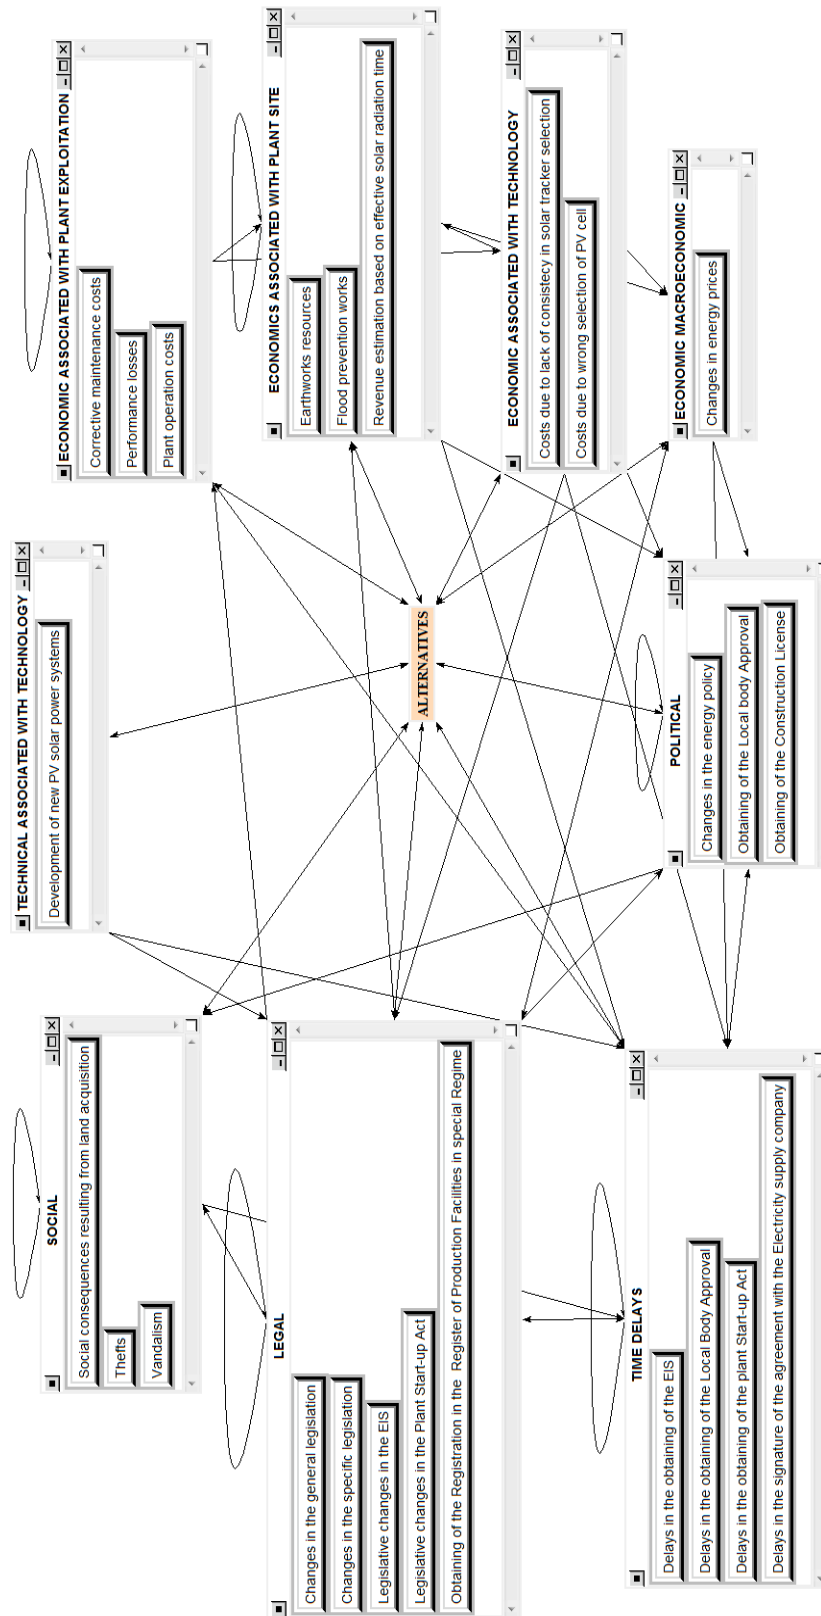 SOCIAL
Social consequences resulting from land acquisition
Thefts
Vandalism
TECHNICAL ASSOCIATED WITH TECHNOLOGY
Development of new PV solar power systems
ECONOMIC ASSOCIATED WITH PLANT EXPLOITATION
Corrective maintenance costs
Performance losses
Plant operation costs
LEGAL
Changes in the general legislation
Changes in the specific legislation
Legislative changes in the EIS
Legislative changes in the Plant Start-up Act
Obtaining of the Registration in the Register of Production Facilities in special Regime
ECONOMICS ASSOCIATED WITH PLANT SITE
Earthworks resources
Flood prevention works
Revenue estimation based on effective solar radiation time
ALTERNATIVES
ECONOMIC ASSOCIATED WITH TECHNOLOGY
Costs due to lack of consistecy in solar tracker selection
Costs due to wrong selection of PV cell
TIME DELAYS
Delays in the obtaining of the EIS
Delays in the obtaining of the Local Body Approval
Delays in the obtaining of the plant Start-up Act
Delays in the signature of the agreement with the Electricity supply company
POLITICAL
Changes in the energy policy
Obtaining of the Local body Approval
Obtaining of the Construction License
ECONOMIC MACROECONOMIC
Changes in energy prices